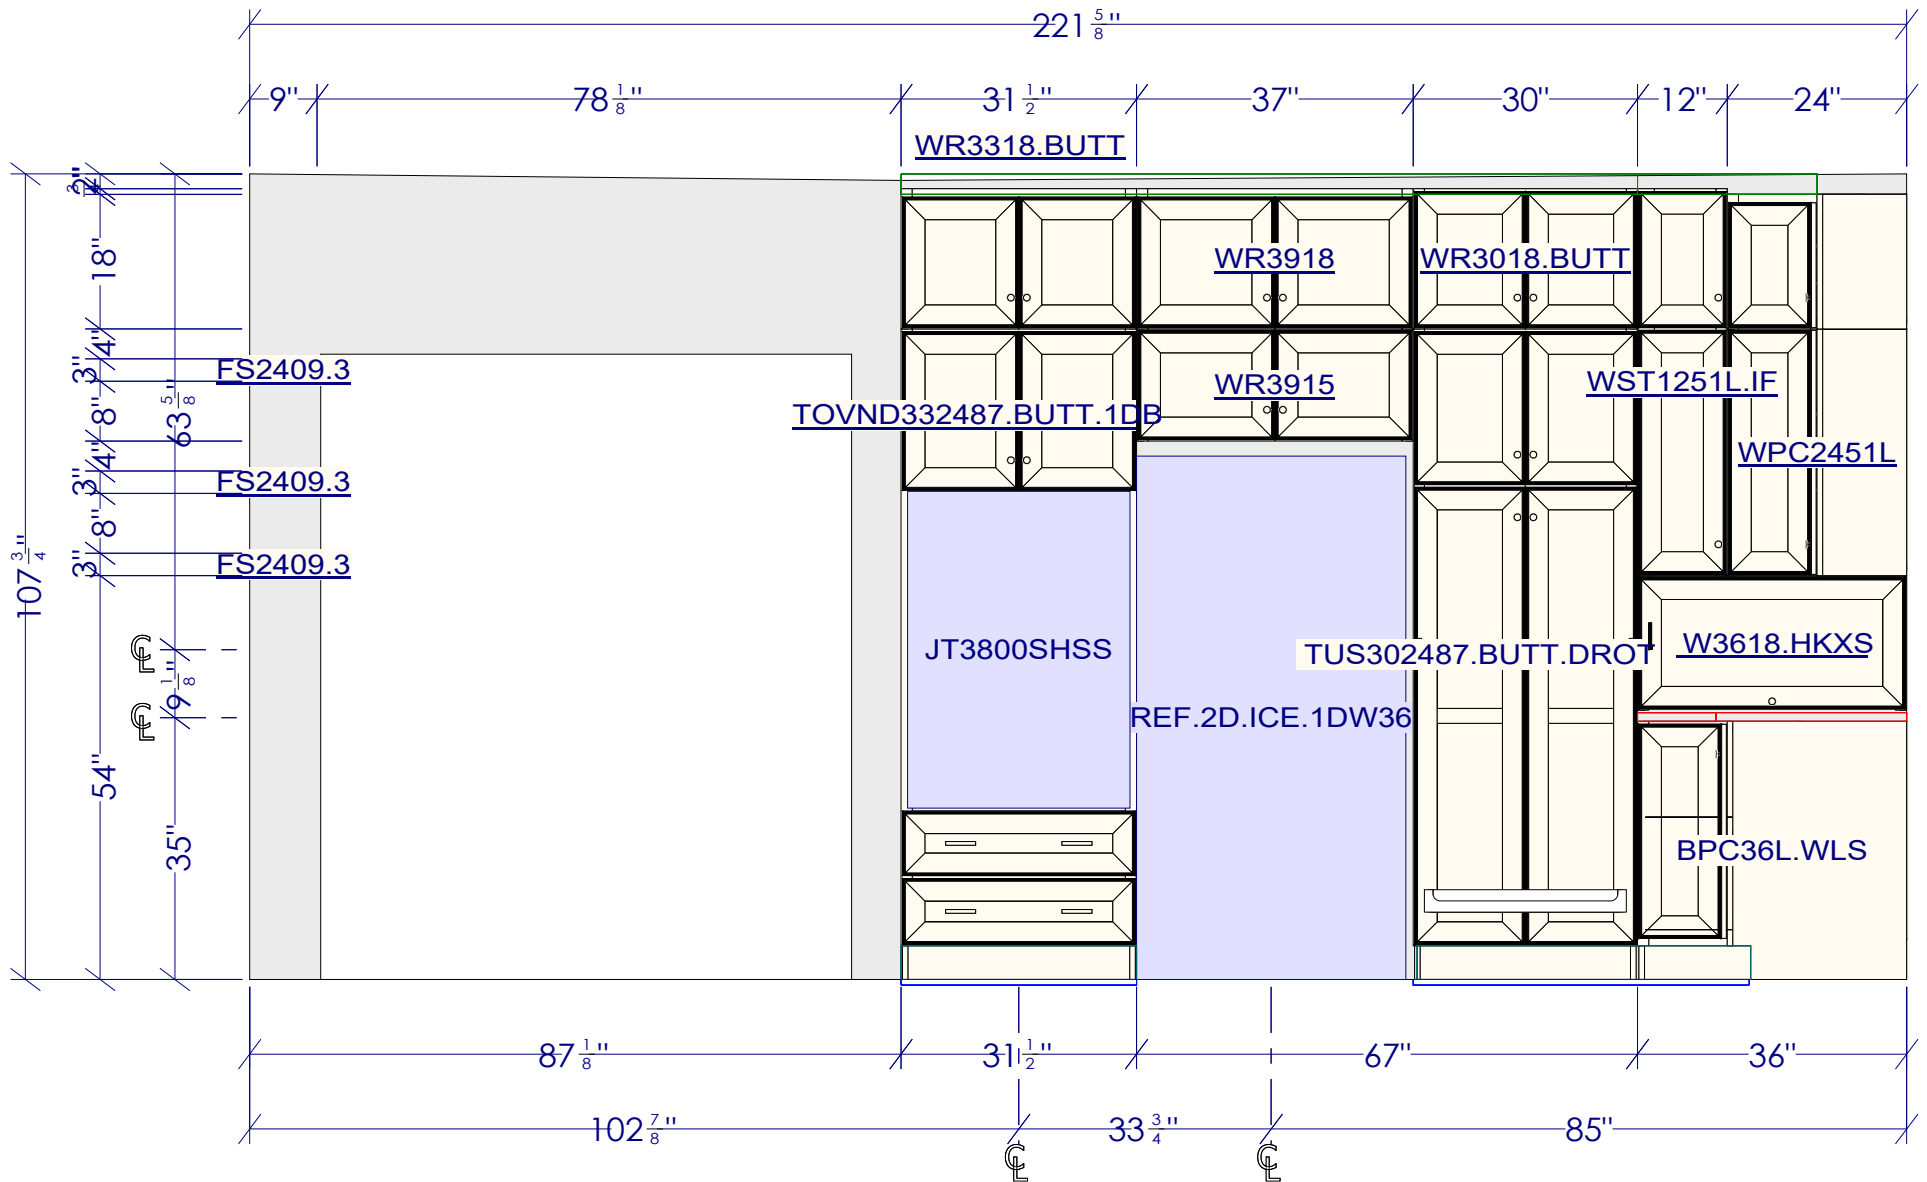 221 5/8"
9" 78 1/8" 31 1/2" 37" 30" 12" 24"
WR3318.BUTT
18"
WR3918 WR3018.BUTT
4"
3"
FS2409.3
WR3915 WST1251L.IF
8"
63 5/8"
TOVND332487.BUTT.1DB
WPC2451L
4"
3"
FS2409.3
8"
3"
FS2409.3
107 3/4"
CL
JT3800SHSS TUS302487.BUTT.DROT W3618.HKXS
9 1/8"
CL
REF.2D.ICE.1DW36
54"
35"
BPC36L.WLS
87 1/8" 31 1/2" 67" 36"
102 7/8" 33 3/4" 85"
CL CL